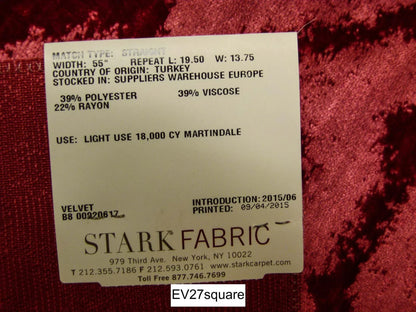 MATCH TYPE: STRAIGHT
WIDTH: 55" REPEAT L: 19.50 W: 13.75
COUNTRY OF ORIGIN: TURKEY
STOCKED IN: SUPPLIERS WAREHOUSE EUROPE
39% POLYESTER 39% VISCOSE
22% RAYON
USE: LIGHT USE 18,000 CY MARTINDALE
VELVET INTRODUCTION: 2015/06
B8 00920617 PRINTED: 09/04/2015
STARK FABRIC
979 Third Ave. New York, NY 10022
T 212.355.7186 F 212.593.0761 www.starkcarpet.com
Toll Free 877.746.7699
EV27square